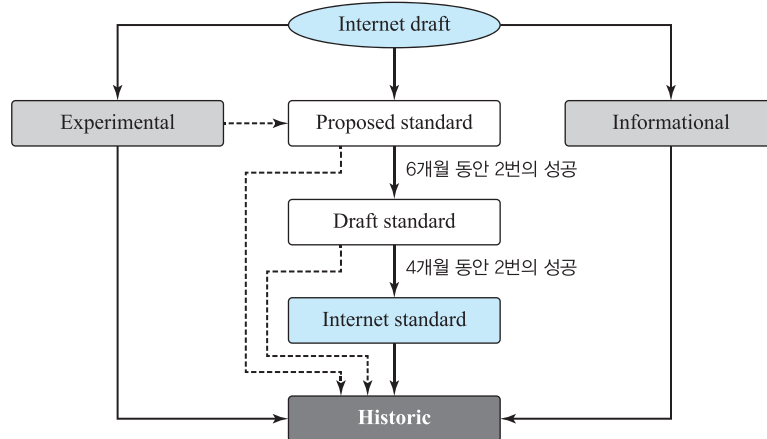 Internet draft
Experimental
Proposed standard
Informational
6개월 동안 2번의 성공
Draft standard
4개월 동안 2번의 성공
Internet standard
Historic